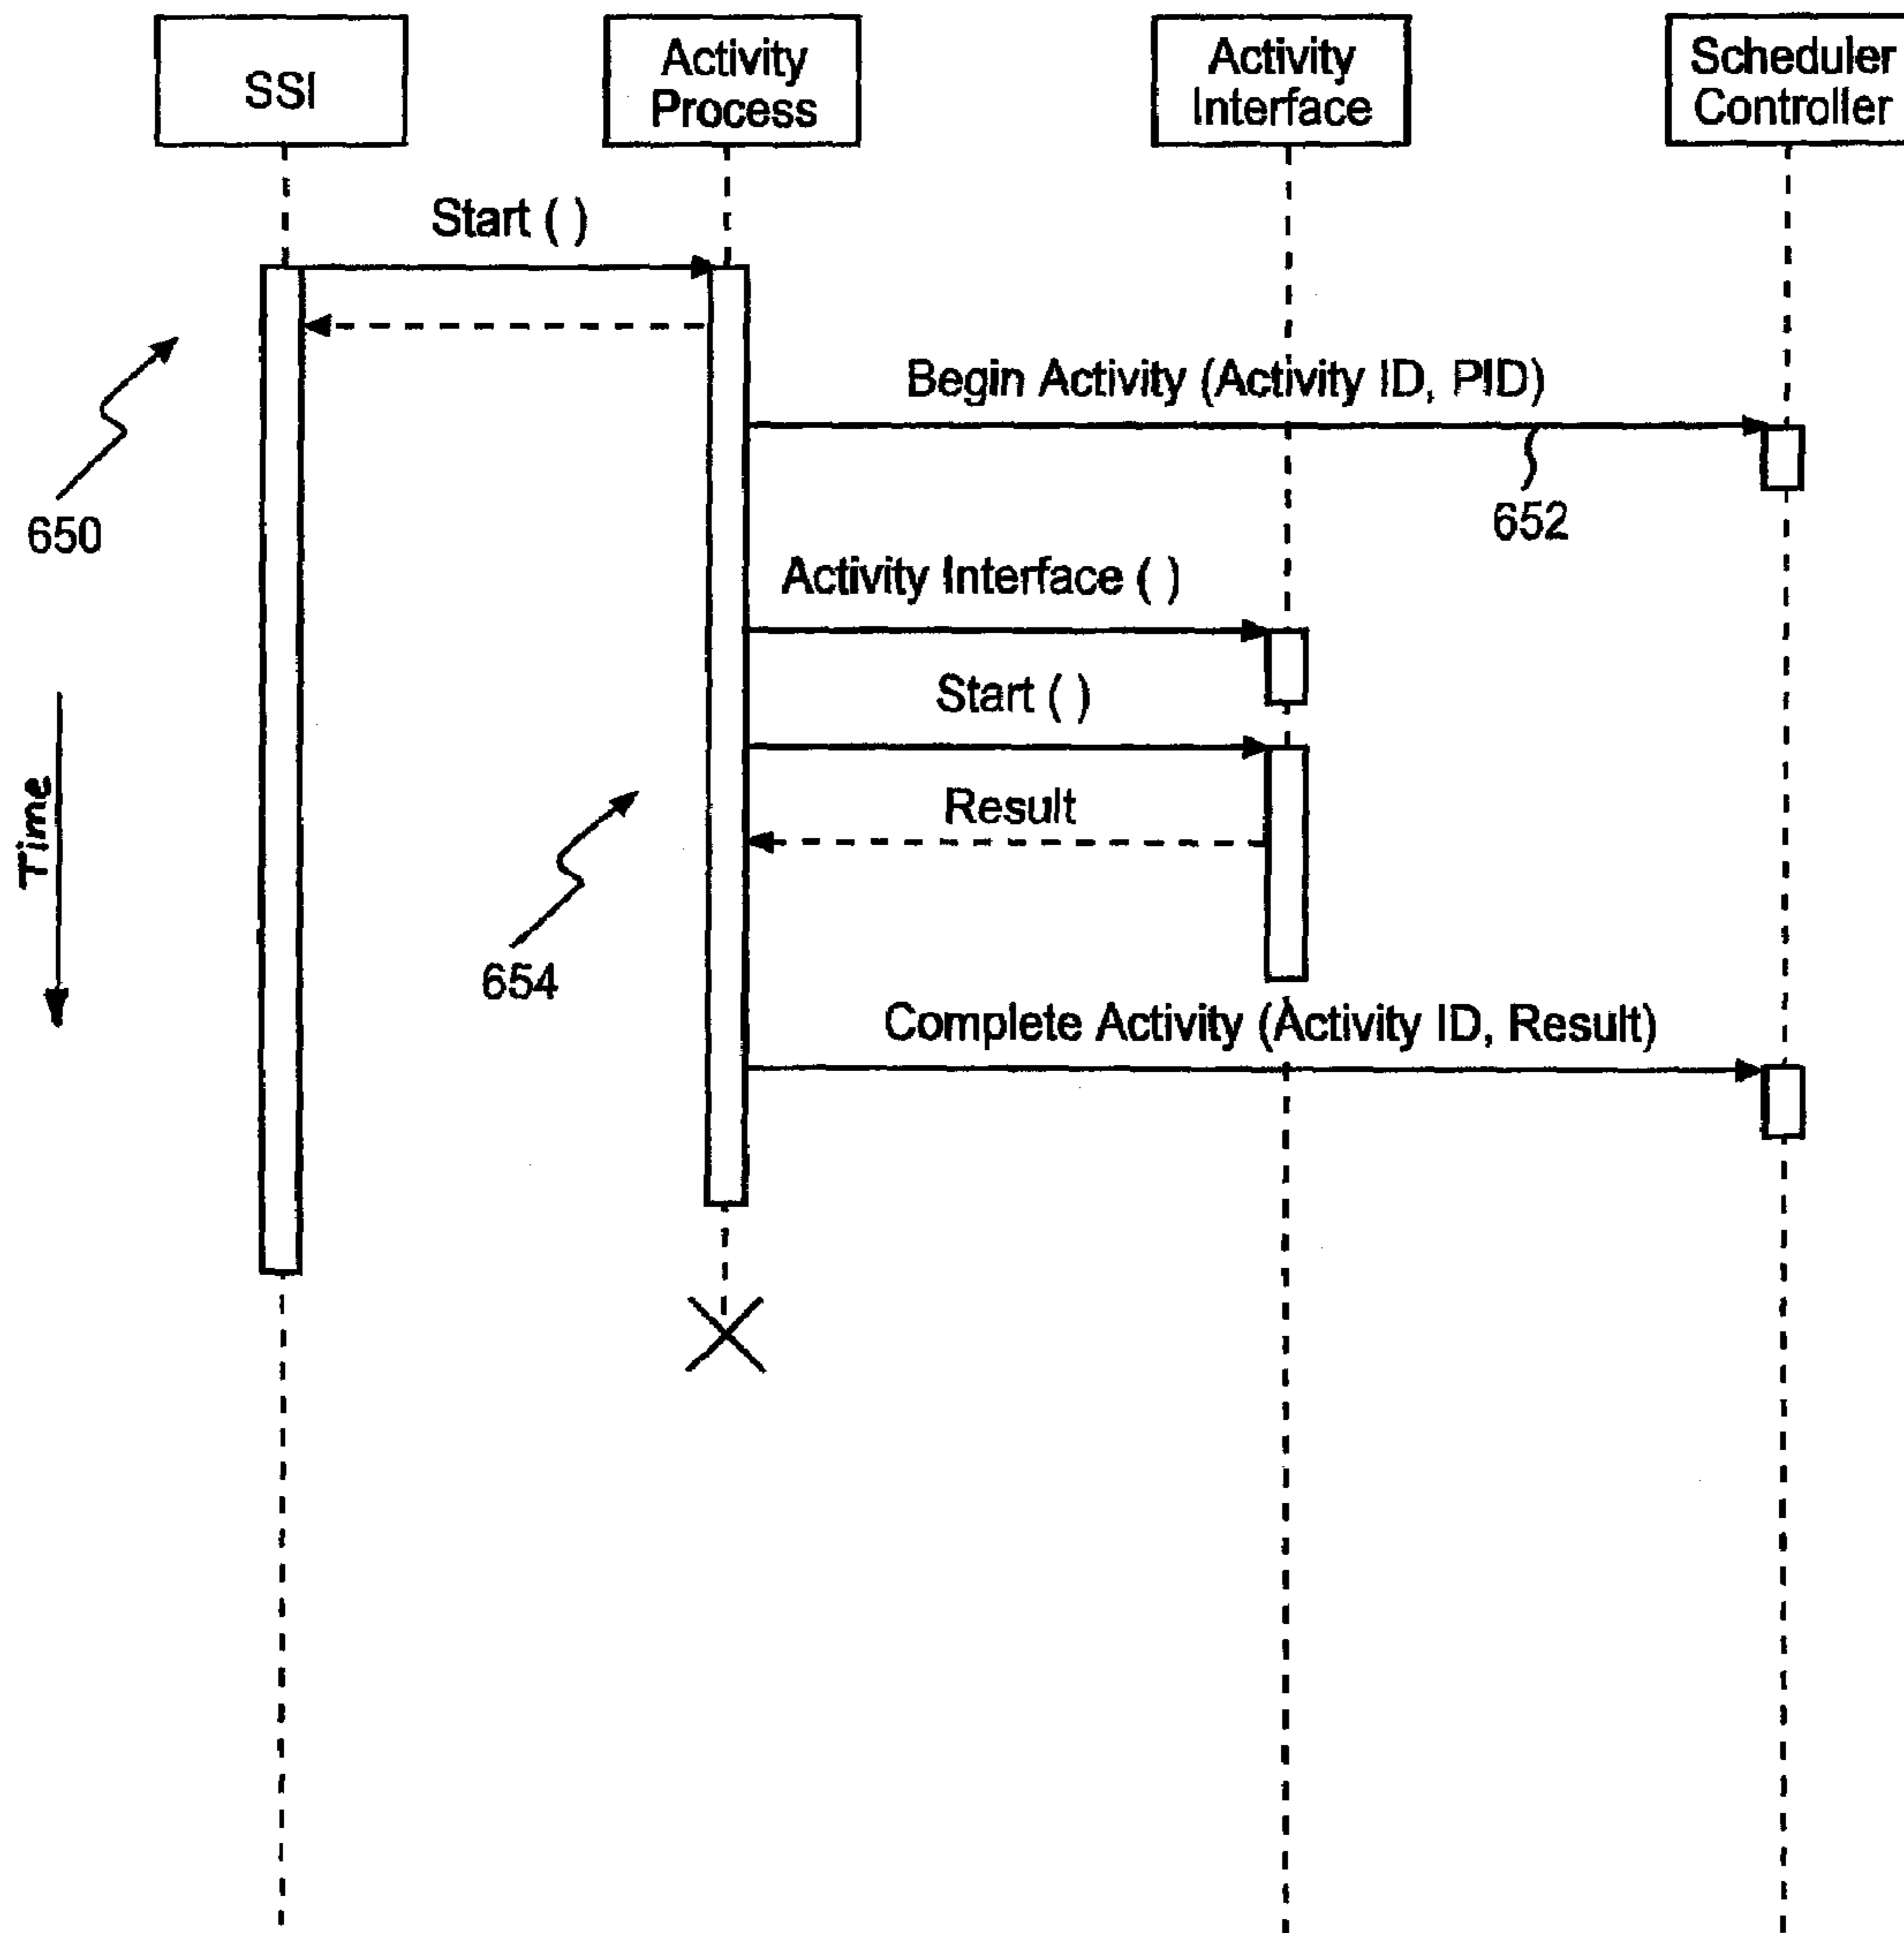 SSI
Activity
Process
Activity
Interface
Scheduler
Controller
Start ( )
Begin Activity (Activity ID, PID)
650
652
Activity Interface ( )
Start ( )
Time
Result
654
Complete Activity (Activity ID, Result)